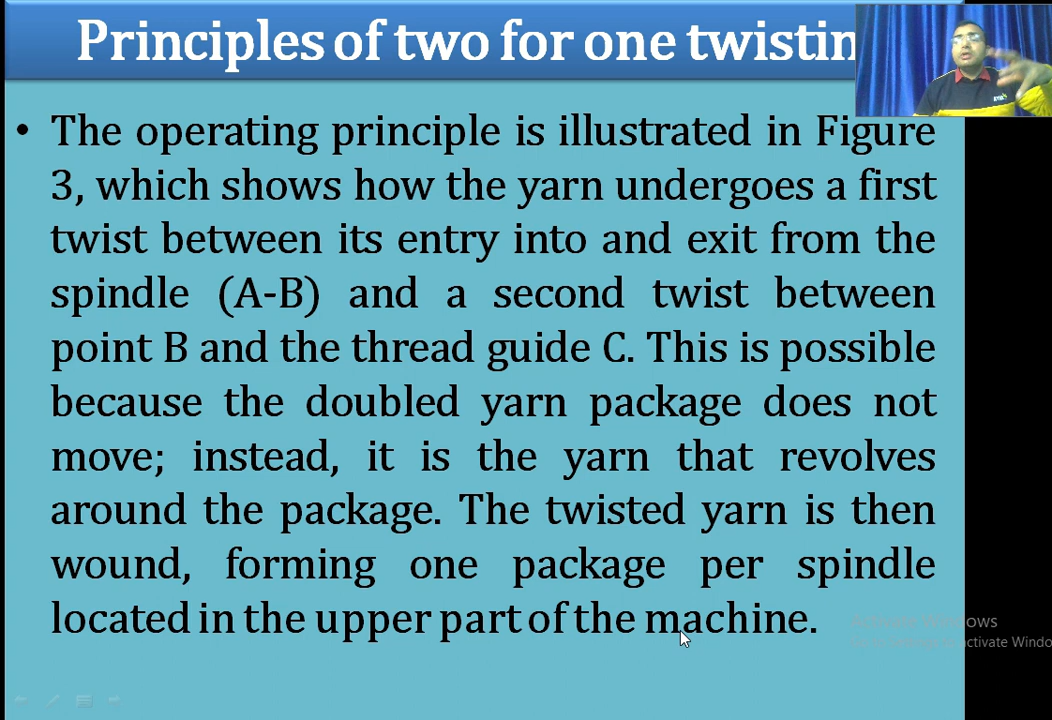 Principles of two for one twistin
• The operating principle is illustrated in Figure
3, which shows how the yarn undergoes a first
twist between its entry into and exit from the
spindle (A-B) and a second twist between
point B and the thread guide C. This is possible
because the doubled yarn package does not
move; instead, it is the yarn that revolves
around the package. The twisted yarn is then
wound, forming one package per spindle
located in the upper part of the machine.